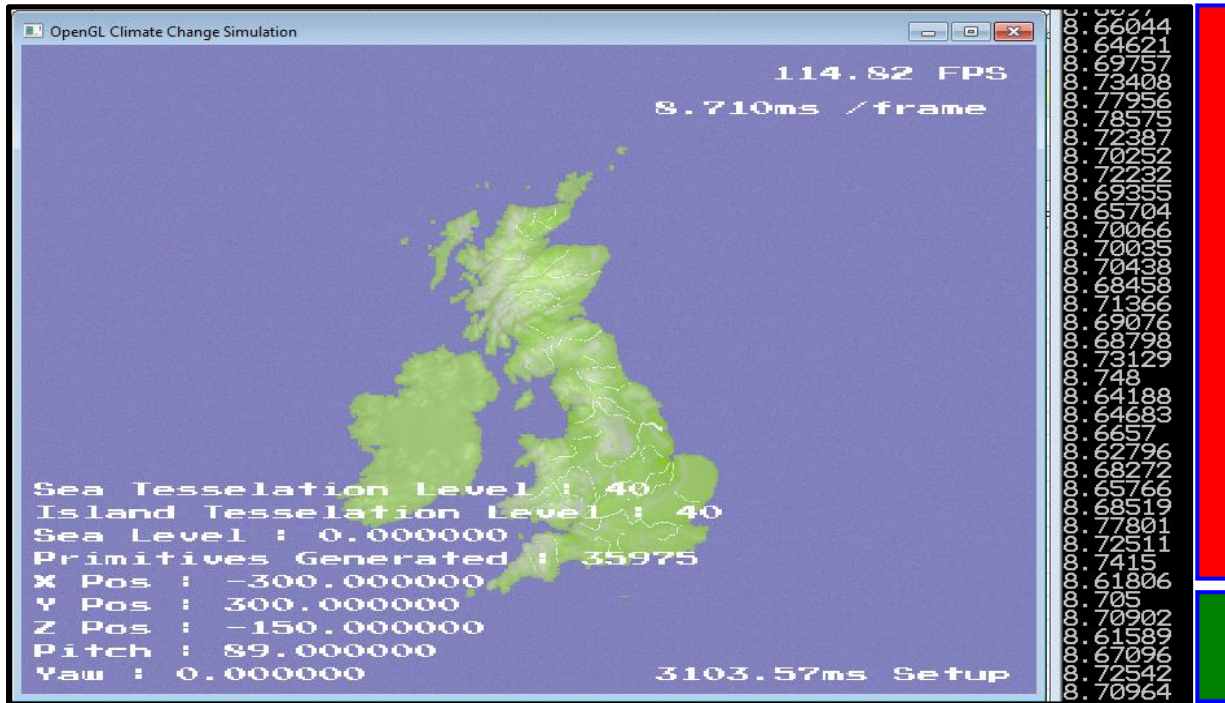 OpenGL Climate Change Simulation
114.82 FPS
8.710ms /frame
Sea Tesselation Level : 40
Island Tesselation Level : 40
Sea Level : 0.000000
Primitives Generated : 35975
X Pos : -300.000000
Y Pos : 300.000000
Z Pos : -150.000000
Pitch : 89.000000
Yaw : 0.000000
3103.57ms Setup
8.66044
8.64621
8.69757
8.73408
8.77956
8.78575
8.72387
8.70252
8.72232
8.69355
8.65704
8.70066
8.70035
8.70438
8.68458
8.71366
8.69076
8.68798
8.73129
8.748
8.64188
8.64683
8.6657
8.62796
8.68272
8.65766
8.68519
8.77801
8.72511
8.7415
8.61806
8.705
8.70902
8.61589
8.67096
8.72542
8.70964